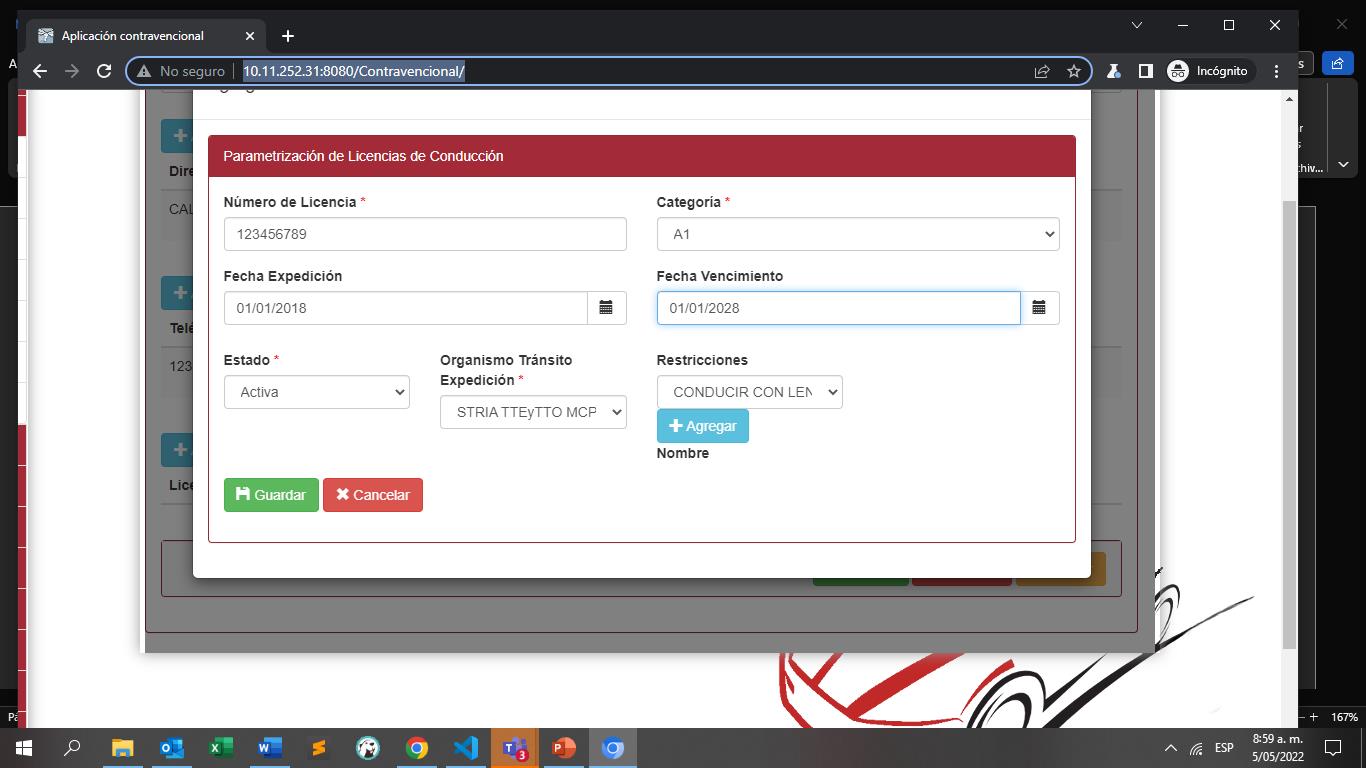 Aplicación contravencional
No seguro
10.11.252.31:8080/Contravencional/
Incógnito
Parametrización de Licencias de Conducción
Número de Licencia *
Categoría *
123456789
A1
Fecha Expedición
Fecha Vencimiento
01/01/2018
01/01/2028
Estado *
Organismo Tránsito
Expedición *
Restricciones
Activa
STRIA TTEyTTO MCP
CONDUCIR CON LEN
Agregar
Nombre
Guardar
Cancelar
Dire
CAL
Telé
123
Lice
167%
3
ESP
8:59 a. m.
5/05/2022